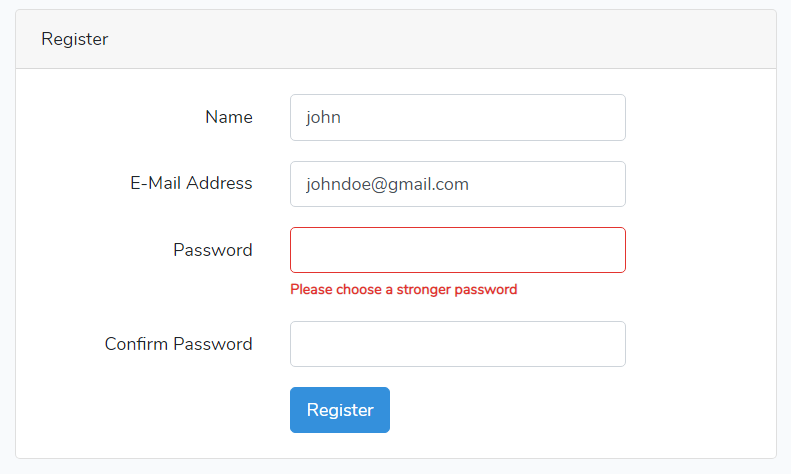 Register
Name
john
E-Mail Address
johndoe@gmail.com
Password
Please choose a stronger password
Confirm Password
Register